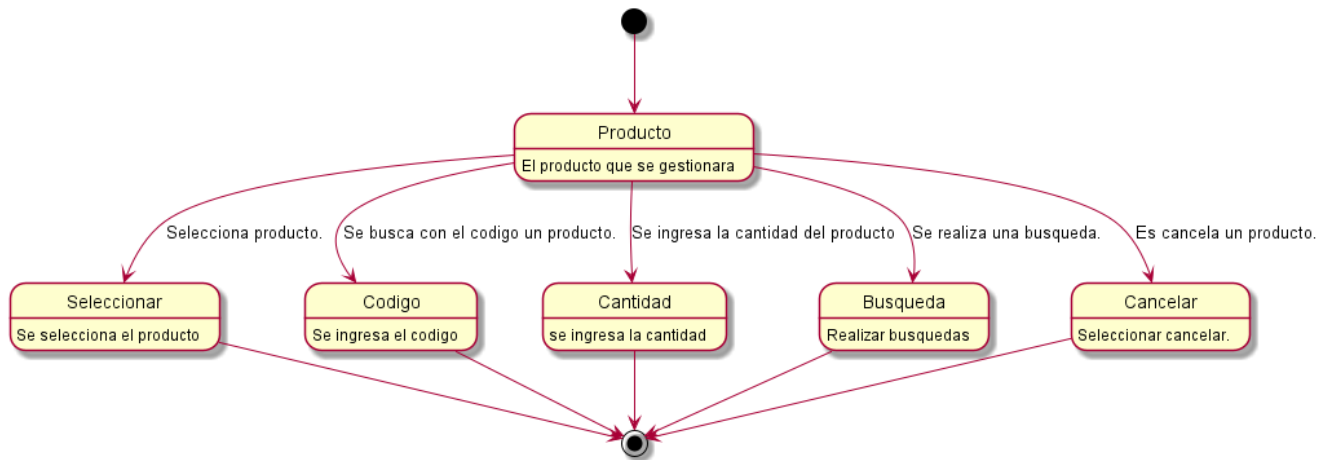 Producto
El producto que se gestionara
Selecciona producto.
Se busca con el codigo un producto.
Se ingresa la cantidad del producto
Se realiza una busqueda.
Es cancela un producto.
Seleccionar
Se selecciona el producto
Codigo
Se ingresa el codigo
Cantidad
se ingresa la cantidad
Busqueda
Realizar busquedas
Cancelar
Seleccionar cancelar.